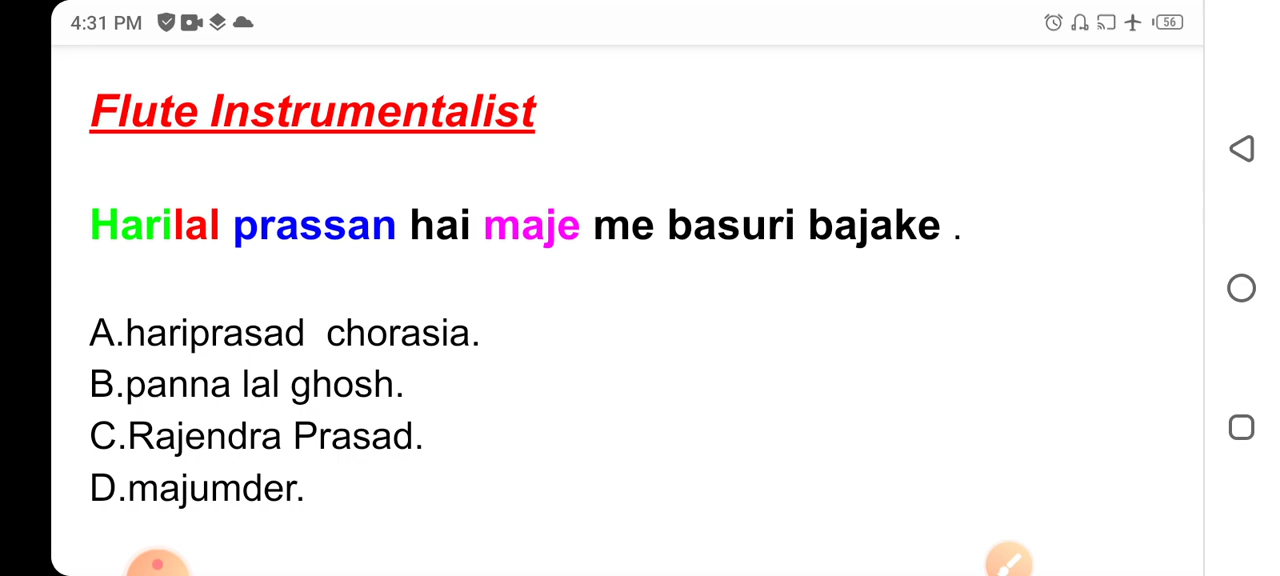 4:31 PM
56
Flute Instrumentalist
Harilal prassan hai maje me basuri bajake .
A.hariprasad  chorasia.
B.panna lal ghosh.
C.Rajendra Prasad.
D.majumder.